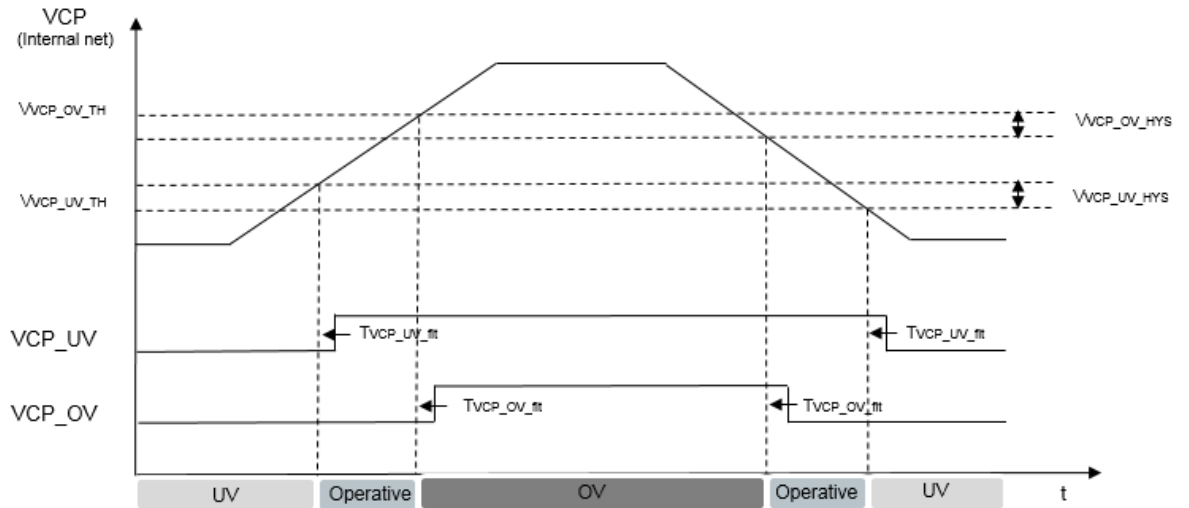 VCP
(Internal net)
VVCP_OV_TH
VVCP_OV_HYS
VVCP_UV_TH
VVCP_UV_HYS
VCP_UV
TVCP_UV_flt
TVCP_UV_flt
VCP_OV
TVCP_OV_flt
TVCP_OV_flt
UV Operative OV Operative UV t